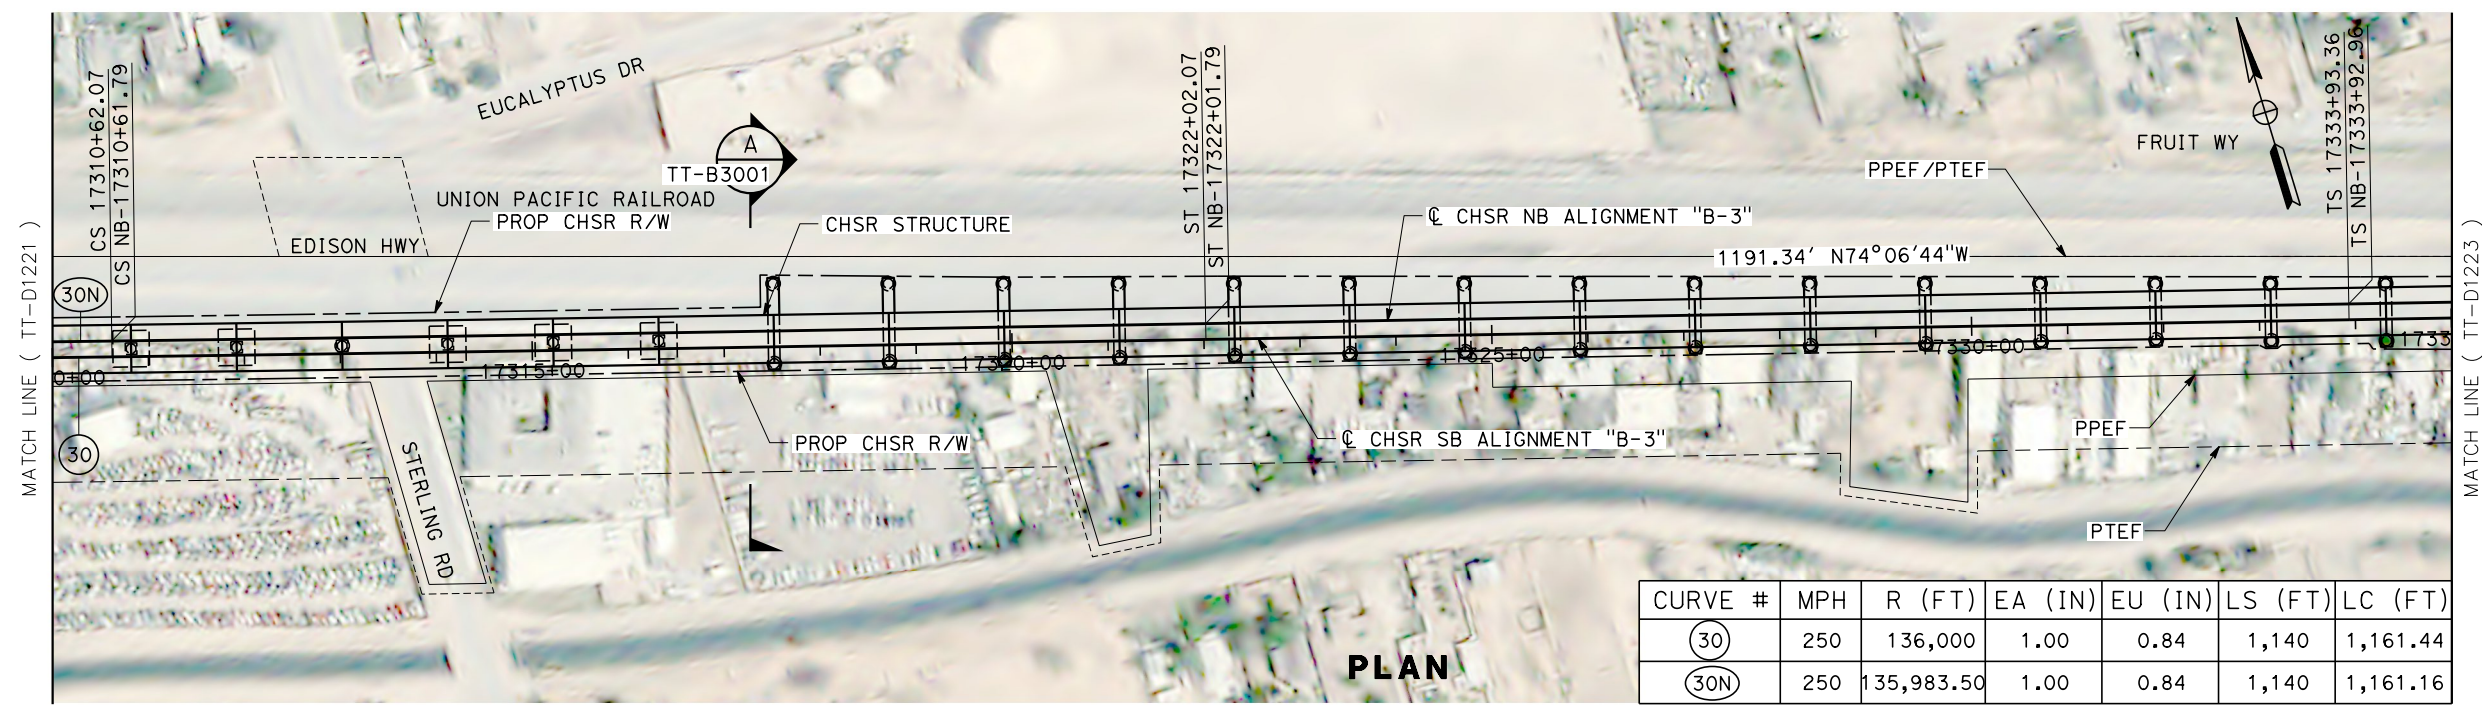 MATCH LINE ( TT-D1221 )
CS 17310+62.07
CS NB-17310+61.79
EUCALYPTUS DR
A
TT-B3001
UNION PACIFIC RAILROAD
PROP CHSR R/W
CHSR STRUCTURE
EDISON HWY
ST 17322+02.07
ST NB-17322+01.79
℄ CHSR NB ALIGNMENT "B-3"
PPEF/PTEF
1191.34' N74°06'44"W
FRUIT WY
TS 17333+93.36
TS NB-17333+92.96
MATCH LINE ( TT-D1223 )
30N
0+00
17315+00
17320+00
17325+00
17330+00
17333
30
STERLING RD
PROP CHSR R/W
℄ CHSR SB ALIGNMENT "B-3"
PPEF
PTEF
PLAN
CURVE # MPH R (FT) EA (IN) EU (IN) LS (FT) LC (FT)
30 250 136,000 1.00 0.84 1,140 1,161.44
30N 250 135,983.50 1.00 0.84 1,140 1,161.16